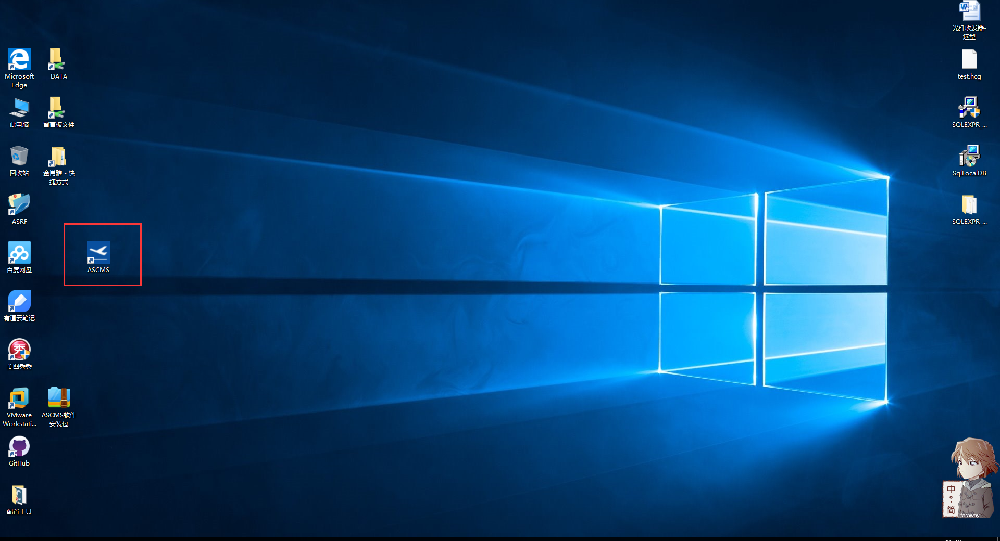 Microsoft
Edge
DATA
此电脑
留言板文件
回收站
金肖雅 - 快
捷方式
ASRF
百度网盘
ASCMS
有道云笔记
秀
美图秀秀
VMware
Workstati...
ASCMS软件
安装包
GitHub
配置工具
W
光纤收发器-
选型
test.hcg
SQLEXPR_...
SqlLocalDB
SQLEXPR_...
中
。,
简
faraway